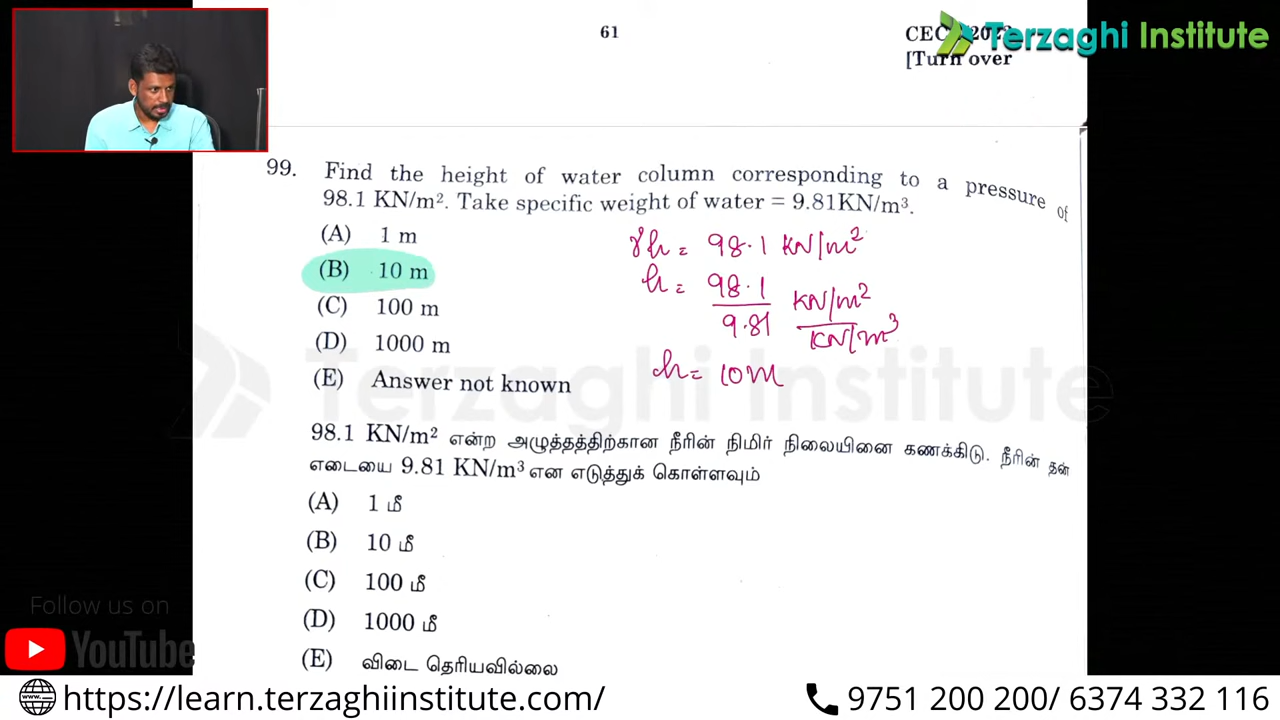 61
[Turn over
Terzaghi Institute
99. Find the height of water column corresponding to a pressure of
98.1 KN/m². Take specific weight of water = 9.81KN/m³.
(A) 1 m
(B) 10 m
(C) 100 m
(D) 1000 m
(E) Answer not known
γh = 98.1 KN/m²
h = 98.1 KN/m²
9.81 KN/m³
h = 10m
Terzaghi Institute
98.1 KN/m² என்ற அழுத்தத்திற்கான நீரின் நிமிர் நிலையினை கணக்கிடு. நீரின் தன்
எடையை 9.81 KN/m³ என எடுத்துக் கொள்ளவும்
(A) 1 மீ
(B) 10 மீ
(C) 100 மீ
(D) 1000 மீ
(E) விடை தெரியவில்லை
Follow us on
YouTube
https://learn.terzaghiinstitute.com/
9751 200 200/ 6374 332 116